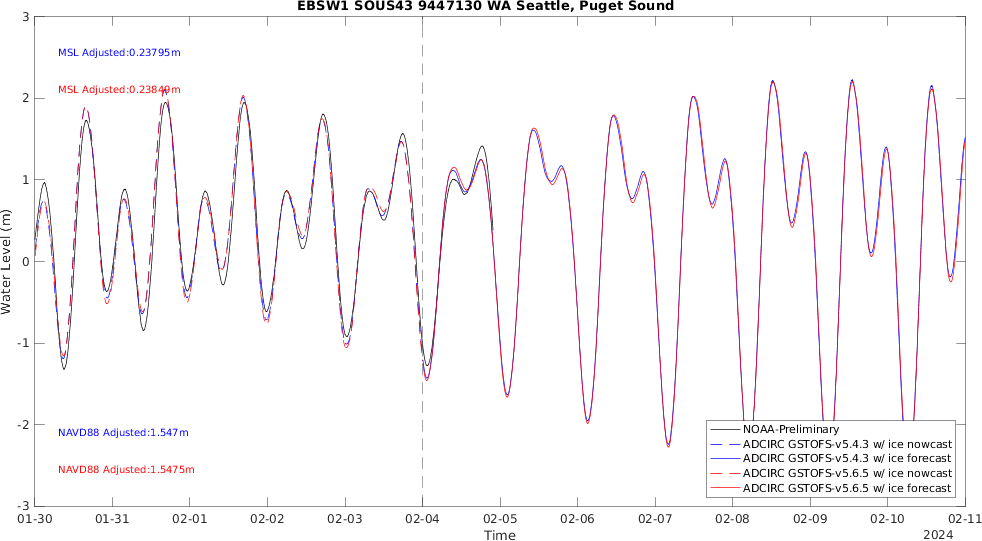 EBSW1 SOUS43 9447130 WA Seattle, Puget Sound
3
2
1
0
-1
-2
-3
Water Level (m)
MSL Adjusted:0.23795m
MSL Adjusted:0.23849m
NAVD88 Adjusted:1.547m
NAVD88 Adjusted:1.5475m
NOAA-Preliminary
ADCIRC GSTOFS-v5.4.3 w/ ice nowcast
ADCIRC GSTOFS-v5.4.3 w/ ice forecast
ADCIRC GSTOFS-v5.6.5 w/ ice nowcast
ADCIRC GSTOFS-v5.6.5 w/ ice forecast
01-30 01-31 02-01 02-02 02-03 02-04 02-05 02-06 02-07 02-08 02-09 02-10 02-11
Time
2024